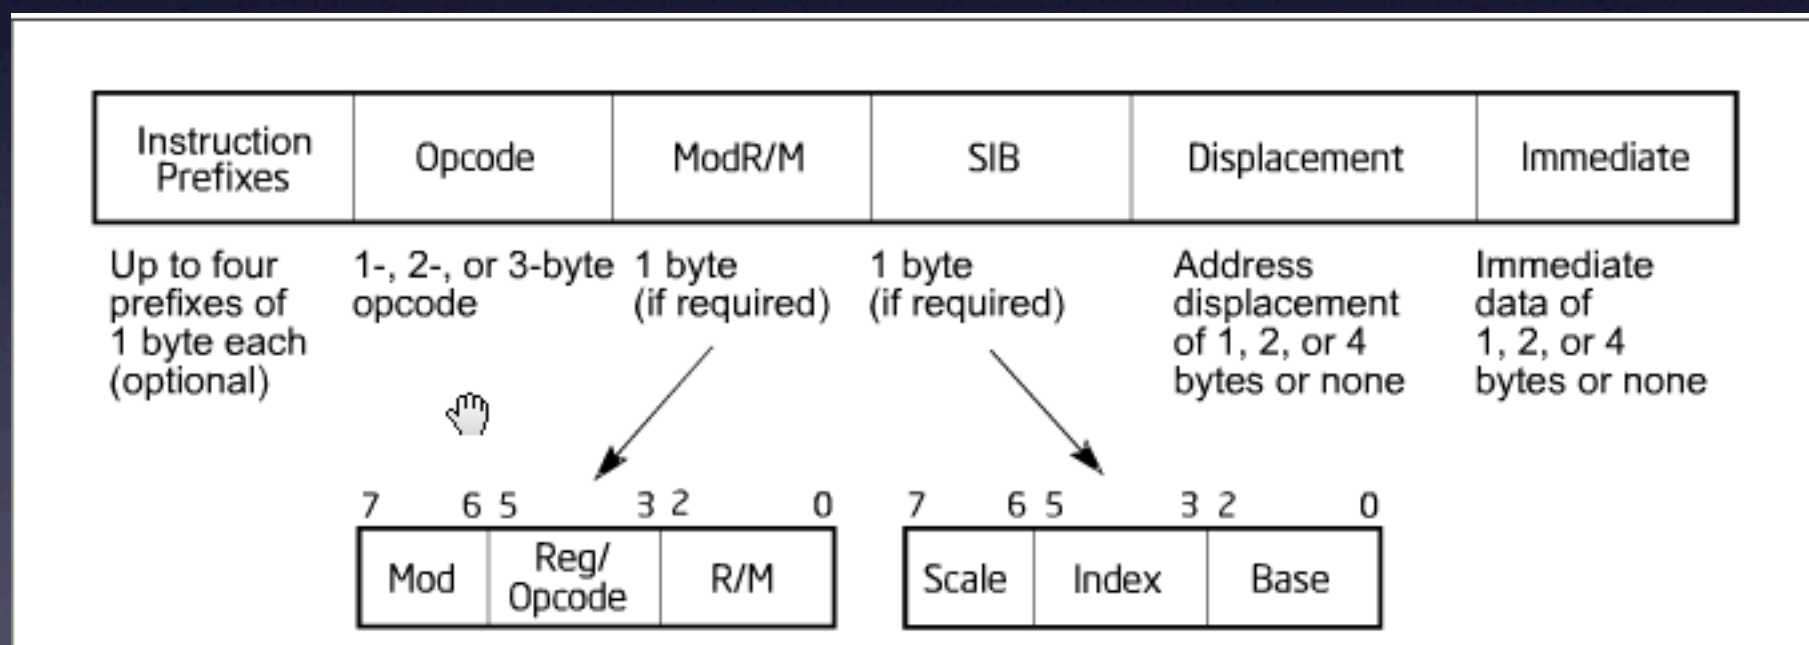 Instruction
Prefixes
Opcode
ModR/M
SIB
Displacement
Immediate
Up to four
prefixes of
1 byte each
(optional)
1-, 2-, or 3-byte
opcode
1 byte
(if required)
1 byte
(if required)
Address
displacement
of 1, 2, or 4
bytes or none
Immediate
data of
1, 2, or 4
bytes or none
7 6 5 3 2 0
Mod
Reg/
Opcode
R/M
7 6 5 3 2 0
Scale
Index
Base